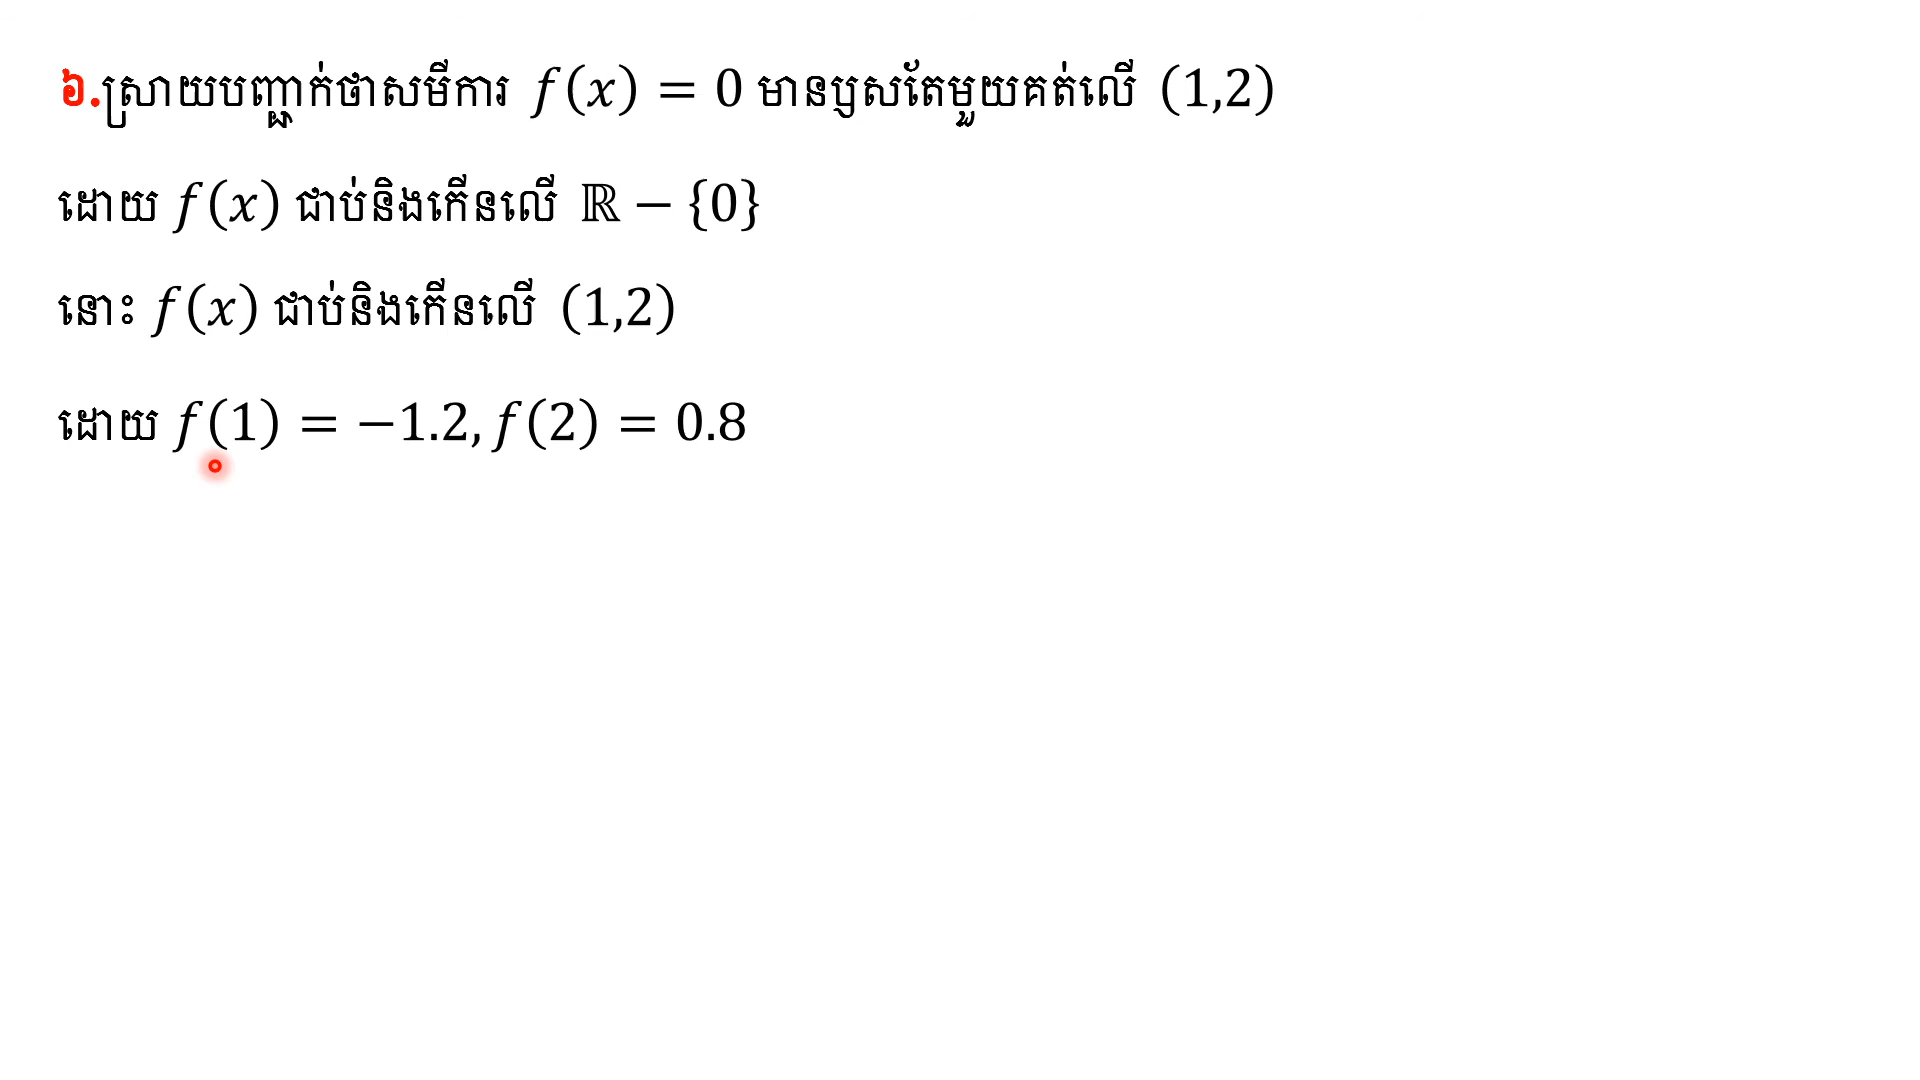 ៦.ស្រាយបញ្ជាក់ថាសមីការ f(x) = 0 មានឫសតែមួយគត់លើ (1,2)
ដោយ f(x) ជាប់និងកើនលើ ℝ − {0}
នោះ f(x) ជាប់និងកើនលើ (1,2)
ដោយ f(1) = −1.2, f(2) = 0.8